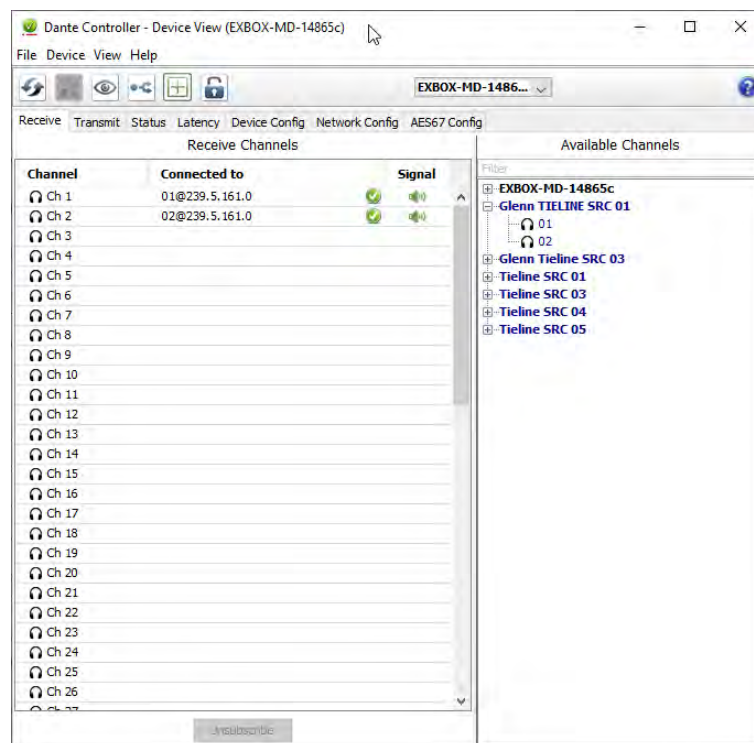 Dante Controller - Device View (EXBOX-MD-14865c)
File Device View Help
EXBOX-MD-1486...
Receive Transmit Status Latency Device Config Network Config AES67 Config
Receive Channels
Channel Connected to Signal
Ch 1 01@239.5.161.0
Ch 2 02@239.5.161.0
Ch 3
Ch 4
Ch 5
Ch 6
Ch 7
Ch 8
Ch 9
Ch 10
Ch 11
Ch 12
Ch 13
Ch 14
Ch 15
Ch 16
Ch 17
Ch 18
Ch 19
Ch 20
Ch 21
Ch 22
Ch 23
Ch 24
Ch 25
Ch 26
Ch 27
Unsubscribe
Available Channels
Filter
EXBOX-MD-14865c
Glenn TIELINE SRC 01
01
02
Glenn Tieline SRC 03
Tieline SRC 01
Tieline SRC 03
Tieline SRC 04
Tieline SRC 05